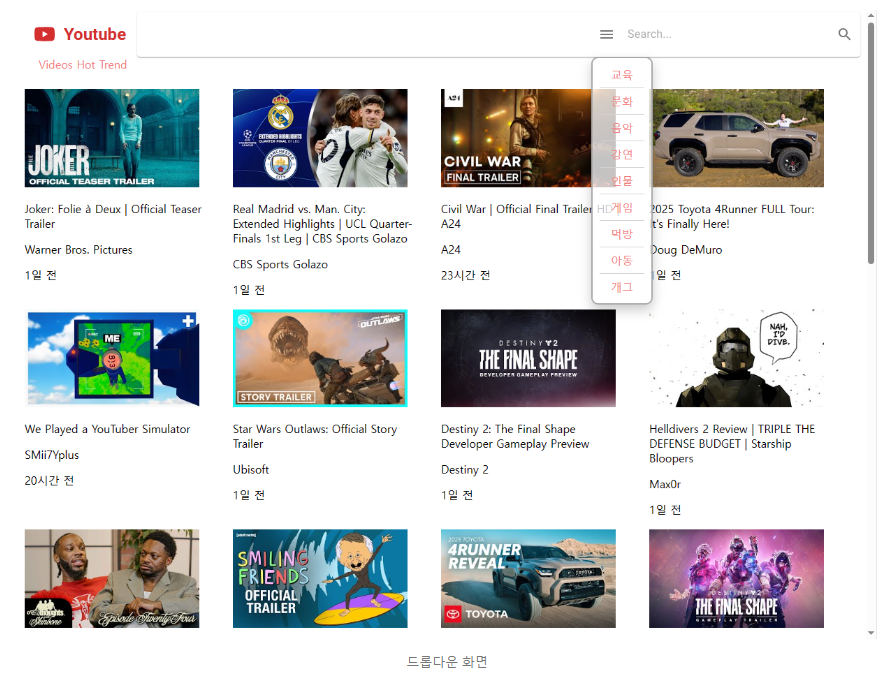 Youtube
Search...
Videos Hot Trend
교육
문화
음악
강연
인물
게임
먹방
아동
개그
JOKER
OFFICIAL TEASER TRAILER
EXTENDED HIGHLIGHTS
A24
CIVIL WAR
FINAL TRAILER
Joker: Folie à Deux | Official Teaser
Trailer
Warner Bros. Pictures
1일 전
Real Madrid vs. Man. City:
Extended Highlights | UCL Quarter-
Finals 1st Leg | CBS Sports Golazo
CBS Sports Golazo
1일 전
Civil War | Official Final Trailer HD |
A24
A24
23시간 전
2025 Toyota 4Runner FULL Tour:
It's Finally Here!
Doug DeMuro
1일 전
ME
OUTLAWS
STORY TRAILER
DESTINY 2
THE FINAL SHAPE
DEVELOPER GAMEPLAY PREVIEW
NAH,
I'D
DIVE.
We Played a YouTuber Simulator
SMii7Yplus
20시간 전
Star Wars Outlaws: Official Story
Trailer
Ubisoft
1일 전
Destiny 2: The Final Shape
Developer Gameplay Preview
Destiny 2
1일 전
Helldivers 2 Review | TRIPLE THE
DEFENSE BUDGET | Starship
Bloopers
Max0r
1일 전
Episode Twenty Four
SMILING
FRIENDS
OFFICIAL
TRAILER
2025 TOYOTA
4RUNNER
REVEAL
TOYOTA
DESTINY 2
THE FINAL SHAPE
드롭다운 화면